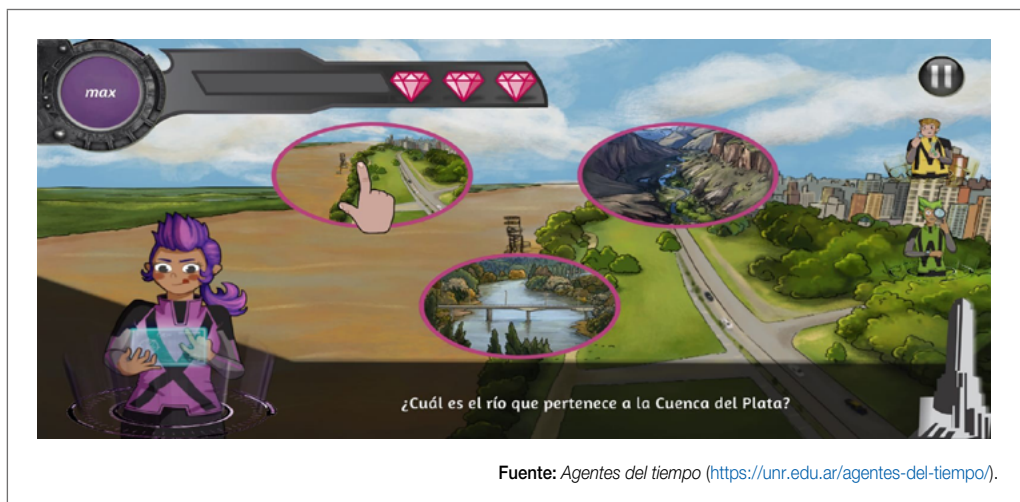 max
¿Cuál es el río que pertenece a la Cuenca del Plata?
Fuente: Agentes del tiempo (https://unr.edu.ar/agentes-del-tiempo/).